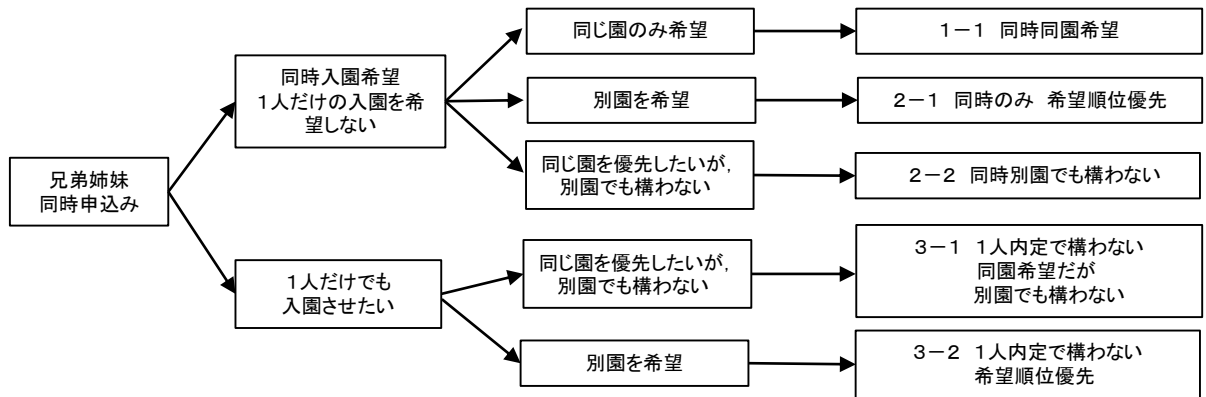 兄弟姉妹
同時申込み
同時入園希望
１人だけの入園を希
望しない
同じ園のみ希望
１－１ 同時同園希望
別園を希望
２－１ 同時のみ 希望順位優先
同じ園を優先したいが，
別園でも構わない
２－２ 同時別園でも構わない
１人だけでも
入園させたい
同じ園を優先したいが，
別園でも構わない
３－１ １人内定で構わない
同園希望だが
別園でも構わない
別園を希望
３－２ １人内定で構わない
希望順位優先